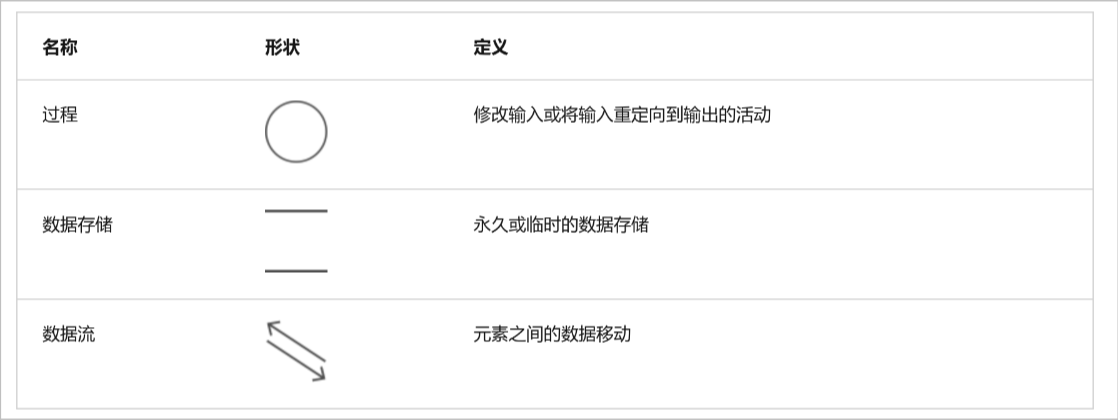 名称 形状 定义
过程 修改输入或将输入重定向到输出的活动
数据存储 永久或临时的数据存储
数据流 元素之间的数据移动